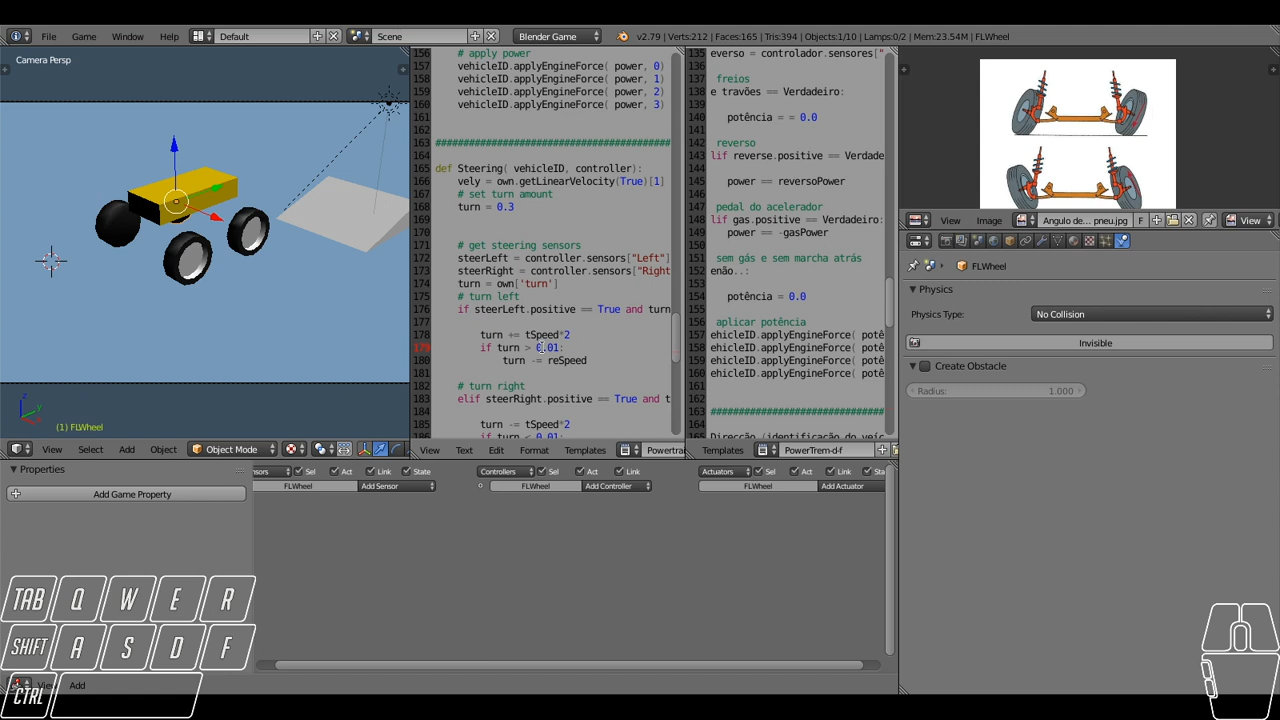 File Game Window Help Default Scene Blender Game v2.79 | Verts:212 | Faces:165 | Tris:394 | Objects:1/10 | Lamps:0/2 | Mem:23.54M | FLWheel
Camera Persp
(1) FLWheel
View Select Add Object Object Mode
156 # apply power
157 vehicleID.applyEngineForce( power, 0)
158 vehicleID.applyEngineForce( power, 1)
159 vehicleID.applyEngineForce( power, 2)
160 vehicleID.applyEngineForce( power, 3)
161
162
163 ##########################################
164
165 def Steering( vehicleID, controller):
166 vely = own.getLinearVelocity(True)[1]
167 # set turn amount
168 turn = 0.3
169
170
171 # get steering sensors
172 steerLeft = controller.sensors["Left"]
173 steerRight = controller.sensors["Right
174 turn = own['turn']
175 # turn left
176 if steerLeft.positive == True and turn
177
178 turn += tSpeed*2
179 if turn > 0.01:
180 turn -= reSpeed
181
182 # turn right
183 elif steerRight.positive == True and t
184
185 turn -= tSpeed*2
186 if turn < 0.01:
View Text Edit Format Templates Powertrar
135 everso = controlador.sensores["
136
137 freios
138 e travões == Verdadeiro:
139
140 potência = = 0.0
141
142 reverso
143 lif reverse.positive == Verdade
144
145 power == reversoPower
146
147 pedal do acelerador
148 lif gas.positive == Verdadeiro:
149 power == -gasPower
150
151 sem gás e sem marcha atrás
152 enão..:
153
154 potência = 0.0
155
156 aplicar potência
157 ehicleID.applyEngineForce( potê
158 ehicleID.applyEngineForce( potê
159 ehicleID.applyEngineForce( potê
160 ehicleID.applyEngineForce( potê
161
162
163 ###############################
164
165 Direcção (identificação do veíc
Templates PowerTrem-d-f
View Image Angulo de... pneu.jpg F View
FLWheel
Physics
Physics Type: No Collision
Invisible
Create Obstacle
Radius: 1.000
Properties
Add Game Property
nsors Sel Act Link State
FLWheel Add Sensor
Controllers Sel Act Link
FLWheel Add Controller
Actuators Sel Act Link Sta
FLWheel Add Actuator
TAB Q W E R
SHIFT A S D F
CTRL
Add